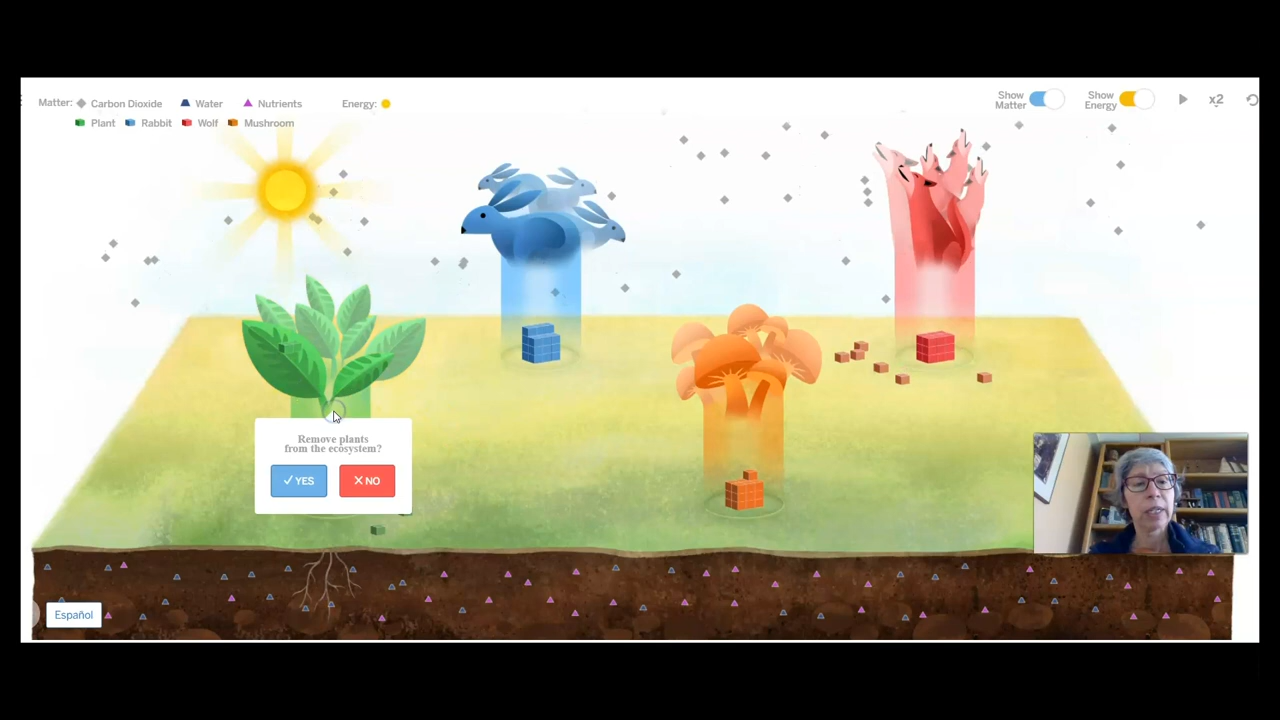 Matter: Carbon Dioxide Water Nutrients Energy:
Plant Rabbit Wolf Mushroom
Show Matter
Show Energy
x2
Remove plants
from the ecosystem?
✓ YES ✕ NO
Español